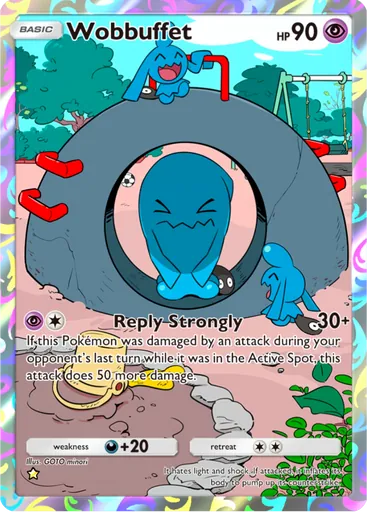 BASIC Wobbuffet HP 90
Reply Strongly 30+
If this Pokémon was damaged by an attack during your
opponent's last turn while it was in the Active Spot, this
attack does 50 more damage.
weakness +20 retreat
Illus. GOTO minori
It hates light and shock. If attacked, it inflates its
body to pump up its counterstrike.